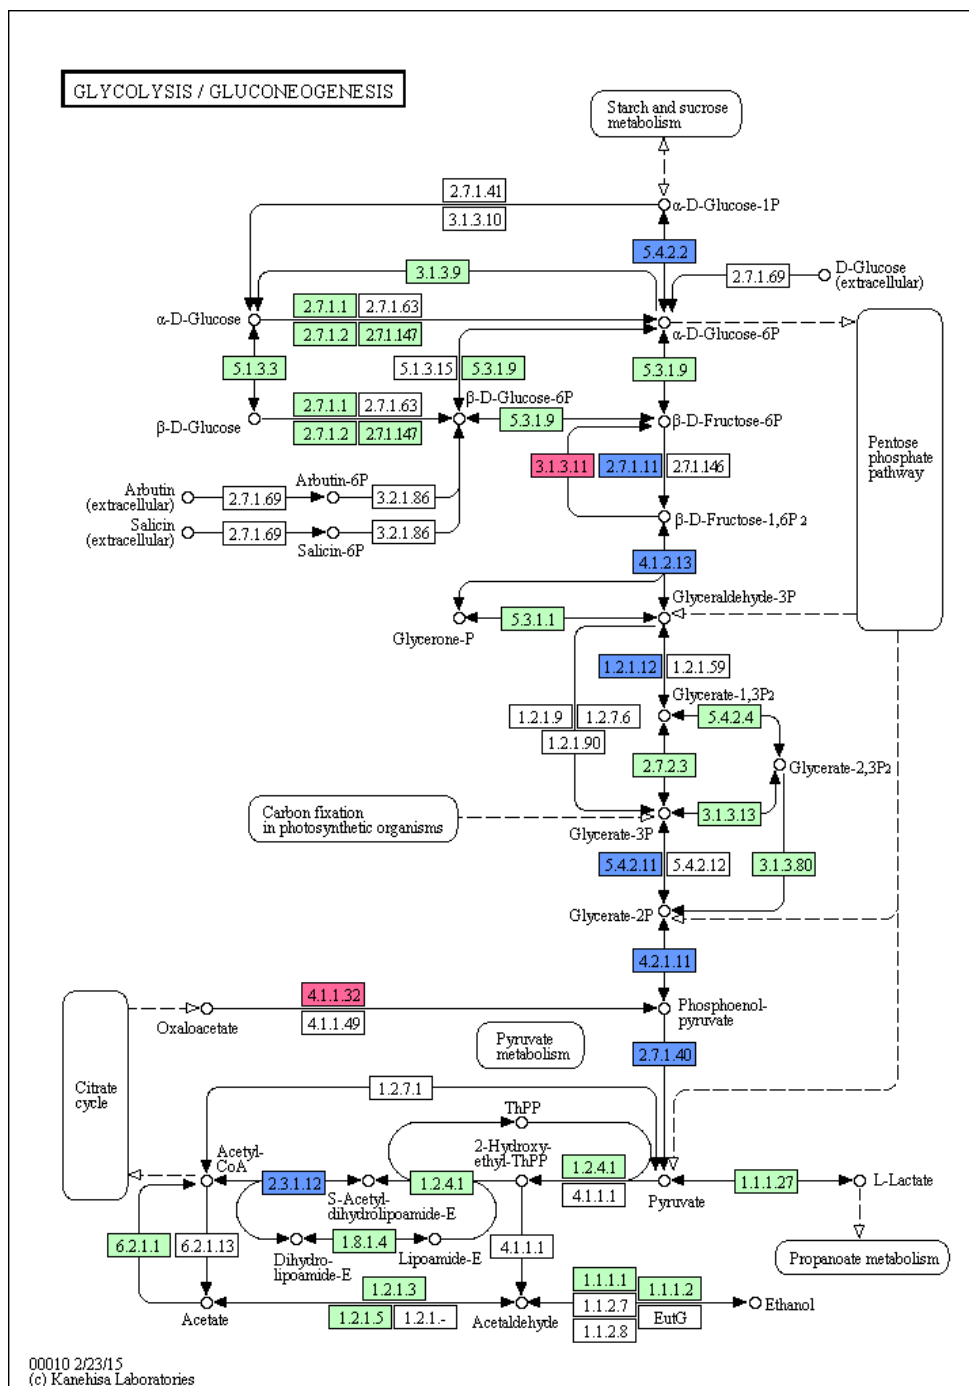 GLYCOLYSIS / GLUCONEOGENESIS
Starch and sucrose
metabolism
2.7.1.41
3.1.3.10
α-D-Glucose-1P
5.4.2.2
3.1.3.9
2.7.1.69
D-Glucose
(extracellular)
2.7.1.1
2.7.1.63
α-D-Glucose
2.7.1.2
2.7.1.147
α-D-Glucose-6P
5.1.3.3
5.1.3.15
5.3.1.9
5.3.1.9
β-D-Glucose-6P
2.7.1.1
2.7.1.63
β-D-Glucose
2.7.1.2
2.7.1.147
5.3.1.9
β-D-Fructose-6P
Pentose
phosphate
pathway
3.1.3.11
2.7.1.11
2.7.1.146
Arbutin
(extracellular)
2.7.1.69
Arbutin-6P
3.2.1.86
Salicin
(extracellular)
2.7.1.69
Salicin-6P
3.2.1.86
β-D-Fructose-1,6P2
4.1.2.13
Glyceraldehyde-3P
5.3.1.1
Glycerone-P
1.2.1.12
1.2.1.59
Glycerate-1,3P2
1.2.1.9
1.2.7.6
1.2.1.90
5.4.2.4
2.7.2.3
Glycerate-2,3P2
Carbon fixation
in photosynthetic organisms
3.1.3.13
Glycerate-3P
5.4.2.11
5.4.2.12
3.1.3.80
Glycerate-2P
4.2.1.11
4.1.1.32
Oxaloacetate
4.1.1.49
Phosphoenol-
pyruvate
Pyruvate
metabolism
2.7.1.40
Citrate
cycle
1.2.7.1
ThPP
Acetyl-
CoA
2-Hydroxy-
ethyl-ThPP
2.3.1.12
S-Acetyl-
dihydrolipoamide-E
1.2.4.1
1.2.4.1
4.1.1.1
Pyruvate
1.1.1.27
L-Lactate
6.2.1.1
6.2.1.13
Dihydro-
lipoamide-E
1.8.1.4
Lipoamide-E
4.1.1.1
Propanoate metabolism
Acetate
1.2.1.3
1.2.1.5
1.2.1.-
Acetaldehyde
1.1.1.1
1.1.1.2
1.1.2.7
EutG
1.1.2.8
Ethanol
00010 2/23/15
(c) Kanehisa Laboratories